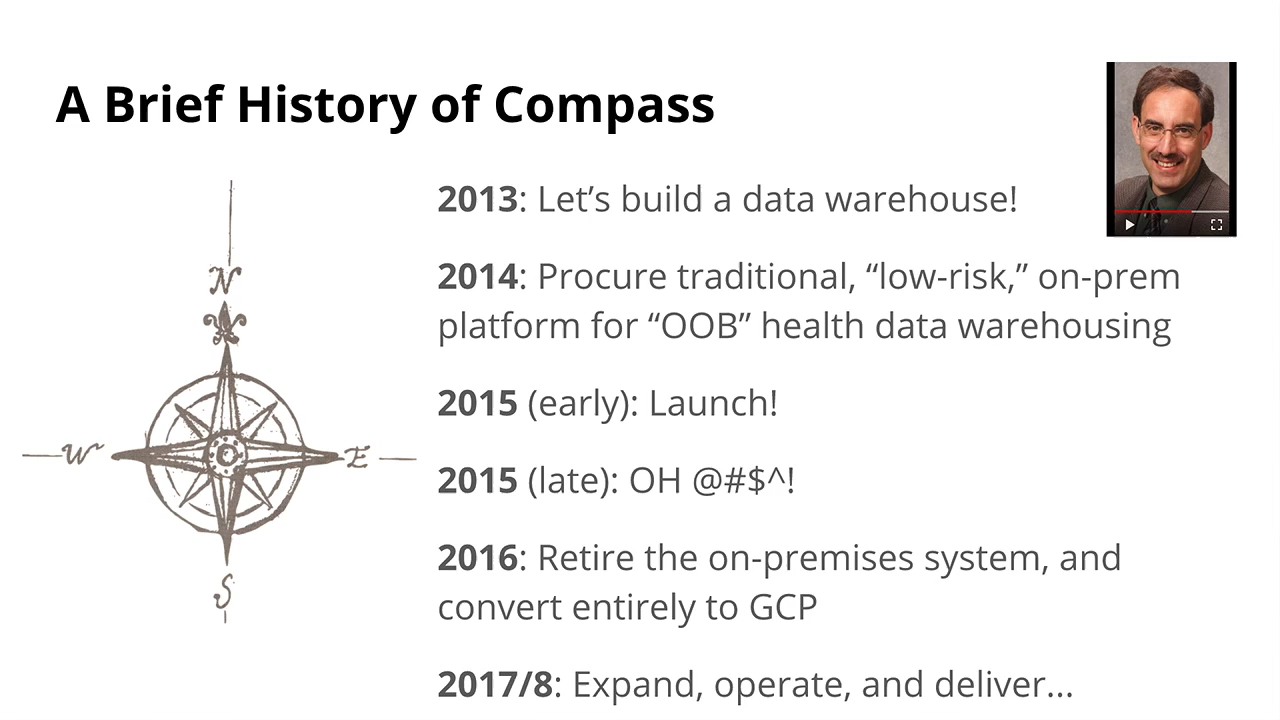 A Brief History of Compass
2013: Let’s build a data warehouse!
2014: Procure traditional, “low-risk,” on-prem
platform for “OOB” health data warehousing
2015 (early): Launch!
2015 (late): OH @#$^!
2016: Retire the on-premises system, and
convert entirely to GCP
2017/8: Expand, operate, and deliver...
N
W
E
S